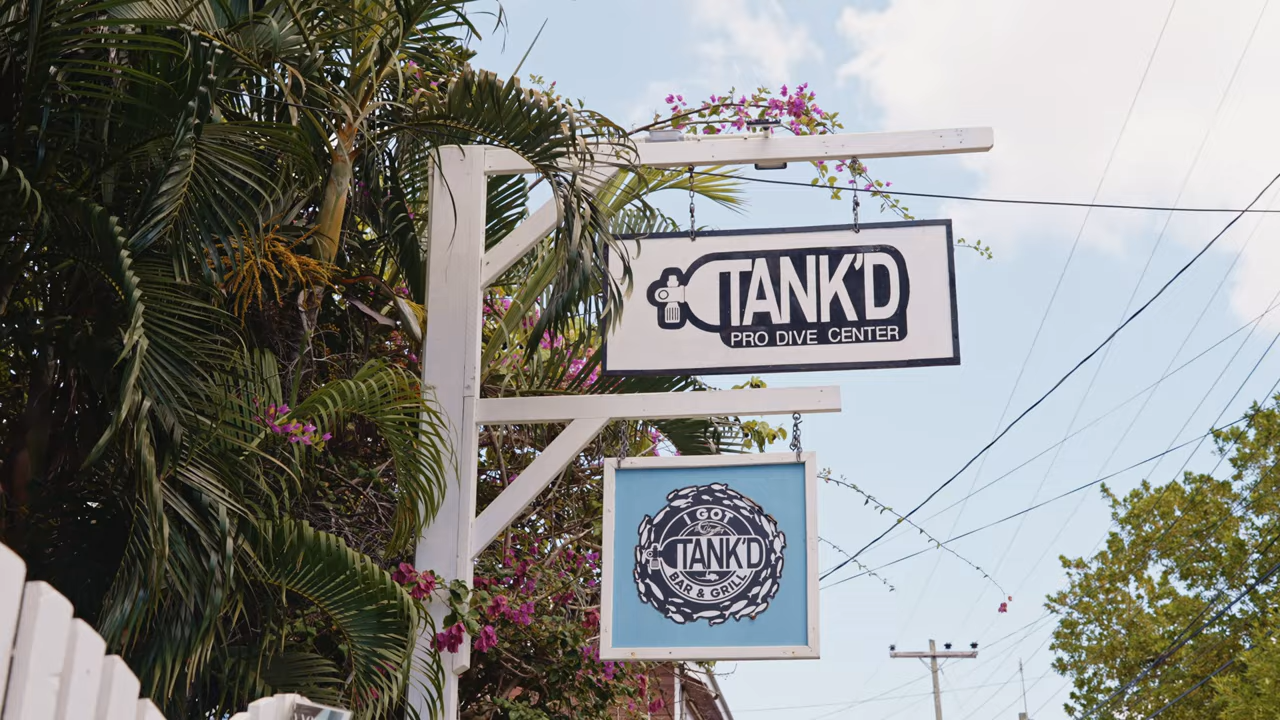 TANK'D
PRO DIVE CENTER
I GOT
TANK'D
BAR & GRILL